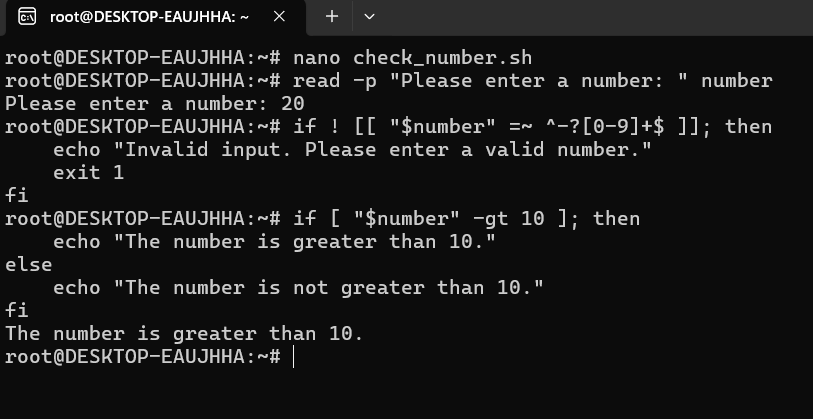 root@DESKTOP-EAUJHHA: ~
root@DESKTOP-EAUJHHA:~# nano check_number.sh
root@DESKTOP-EAUJHHA:~# read -p "Please enter a number: " number
Please enter a number: 20
root@DESKTOP-EAUJHHA:~# if ! [[ "$number" =~ ^-?[0-9]+$ ]]; then
    echo "Invalid input. Please enter a valid number."
    exit 1
fi
root@DESKTOP-EAUJHHA:~# if [ "$number" -gt 10 ]; then
    echo "The number is greater than 10."
else
    echo "The number is not greater than 10."
fi
The number is greater than 10.
root@DESKTOP-EAUJHHA:~#